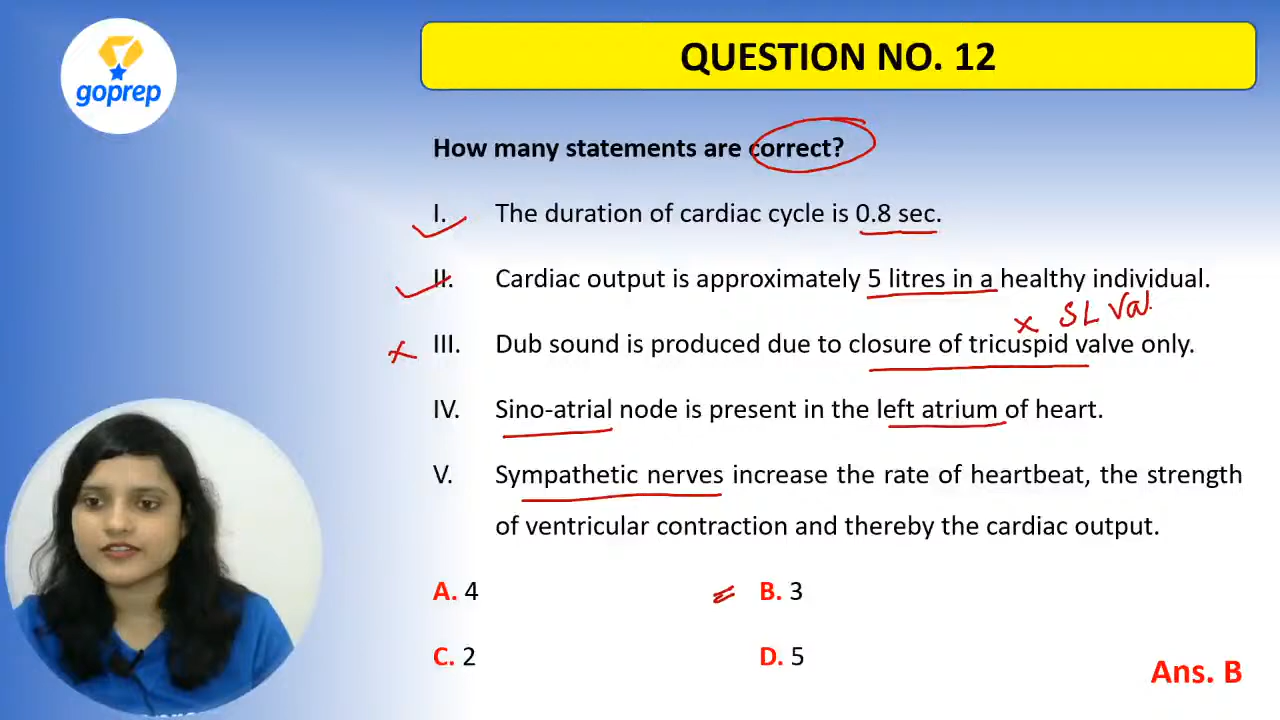 goprep
QUESTION NO. 12
How many statements are correct?
I. The duration of cardiac cycle is 0.8 sec.
II. Cardiac output is approximately 5 litres in a healthy individual.
x SL Val
III. Dub sound is produced due to closure of tricuspid valve only.
IV. Sino-atrial node is present in the left atrium of heart.
V. Sympathetic nerves increase the rate of heartbeat, the strength
of ventricular contraction and thereby the cardiac output.
A. 4 B. 3
C. 2 D. 5
Ans. B